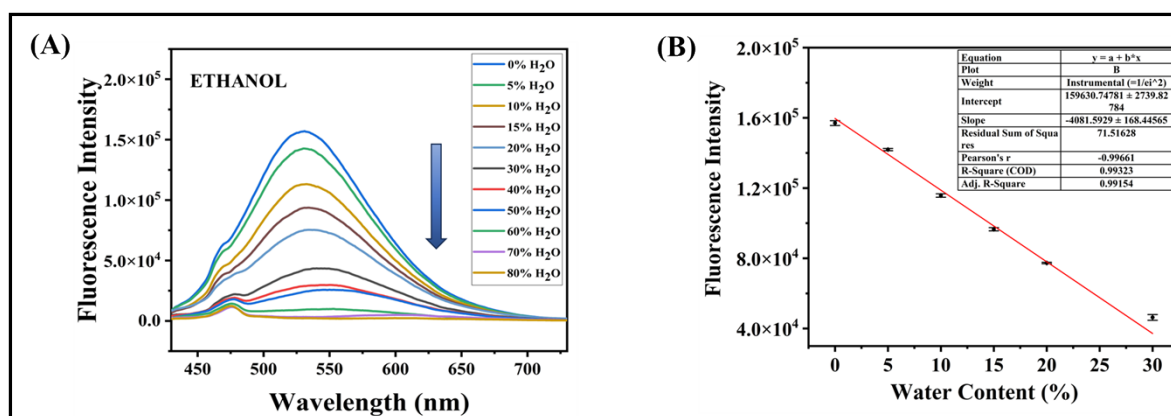 (A)
ETHANOL
0% H₂O
5% H₂O
10% H₂O
15% H₂O
20% H₂O
30% H₂O
40% H₂O
50% H₂O
60% H₂O
70% H₂O
80% H₂O
Fluorescence Intensity
2.0×10⁵
1.5×10⁵
1.0×10⁵
5.0×10⁴
0.0
450 500 550 600 650 700
Wavelength (nm)
(B)
Equation y = a + b*x
Plot B
Weight Instrumental (=1/ei^2)
Intercept 159630.74781 ± 2739.82
784
Slope -4081.5929 ± 168.44565
Residual Sum of Squa
res 71.51628
Pearson's r -0.99661
R-Square (COD) 0.99323
Adj. R-Square 0.99154
Fluorescence Intensity
2.0×10⁵
1.6×10⁵
1.2×10⁵
8.0×10⁴
4.0×10⁴
0 5 10 15 20 25 30
Water Content (%)